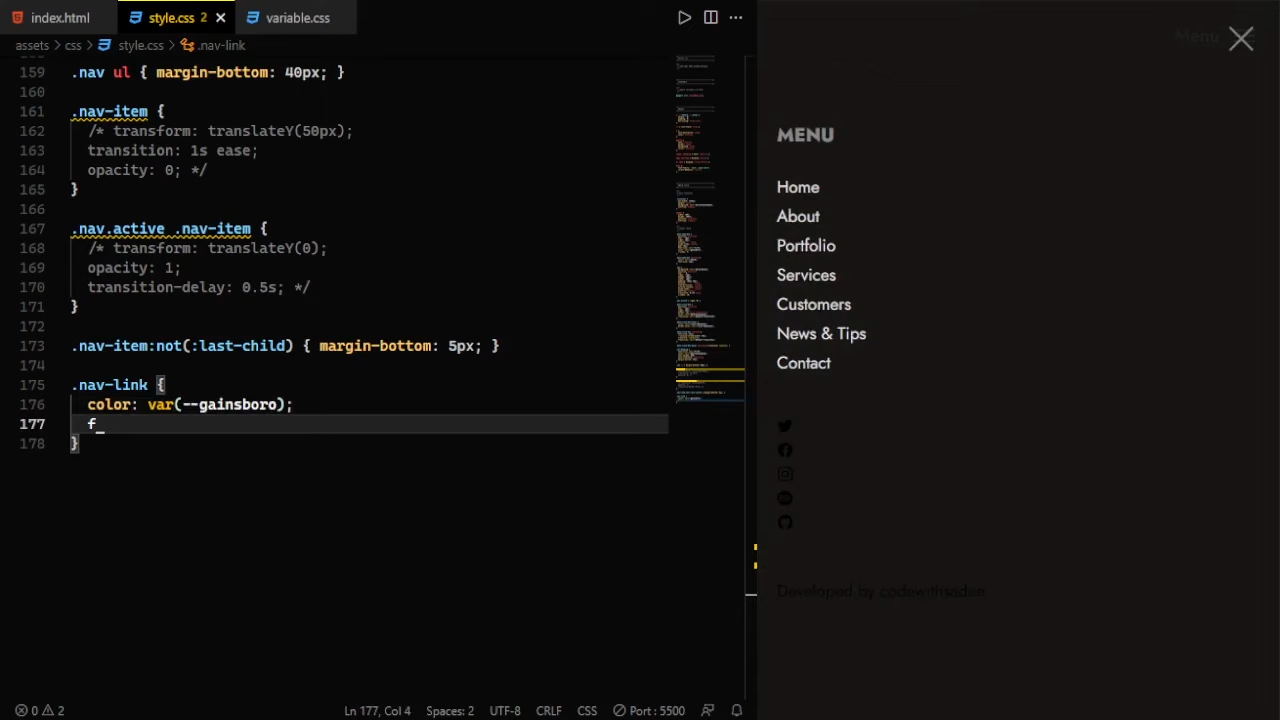 index.html
style.css 2
variable.css
assets > css > style.css > .nav-link
159 .nav ul { margin-bottom: 40px; }
160
161 .nav-item {
162 /* transform: translateY(50px);
163 transition: 1s ease;
164 opacity: 0; */
165 }
166
167 .nav.active .nav-item {
168 /* transform: translateY(0);
169 opacity: 1;
170 transition-delay: 0.5s; */
171 }
172
173 .nav-item:not(:last-child) { margin-bottom: 5px; }
174
175 .nav-link {
176 color: var(--gainsboro);
177 f
178 }
0 2
Ln 177, Col 4
Spaces: 2
UTF-8
CRLF
CSS
Port : 5500
Menu
MENU
Home
About
Portfolio
Services
Customers
News & Tips
Contact
Developed by codewithsadee